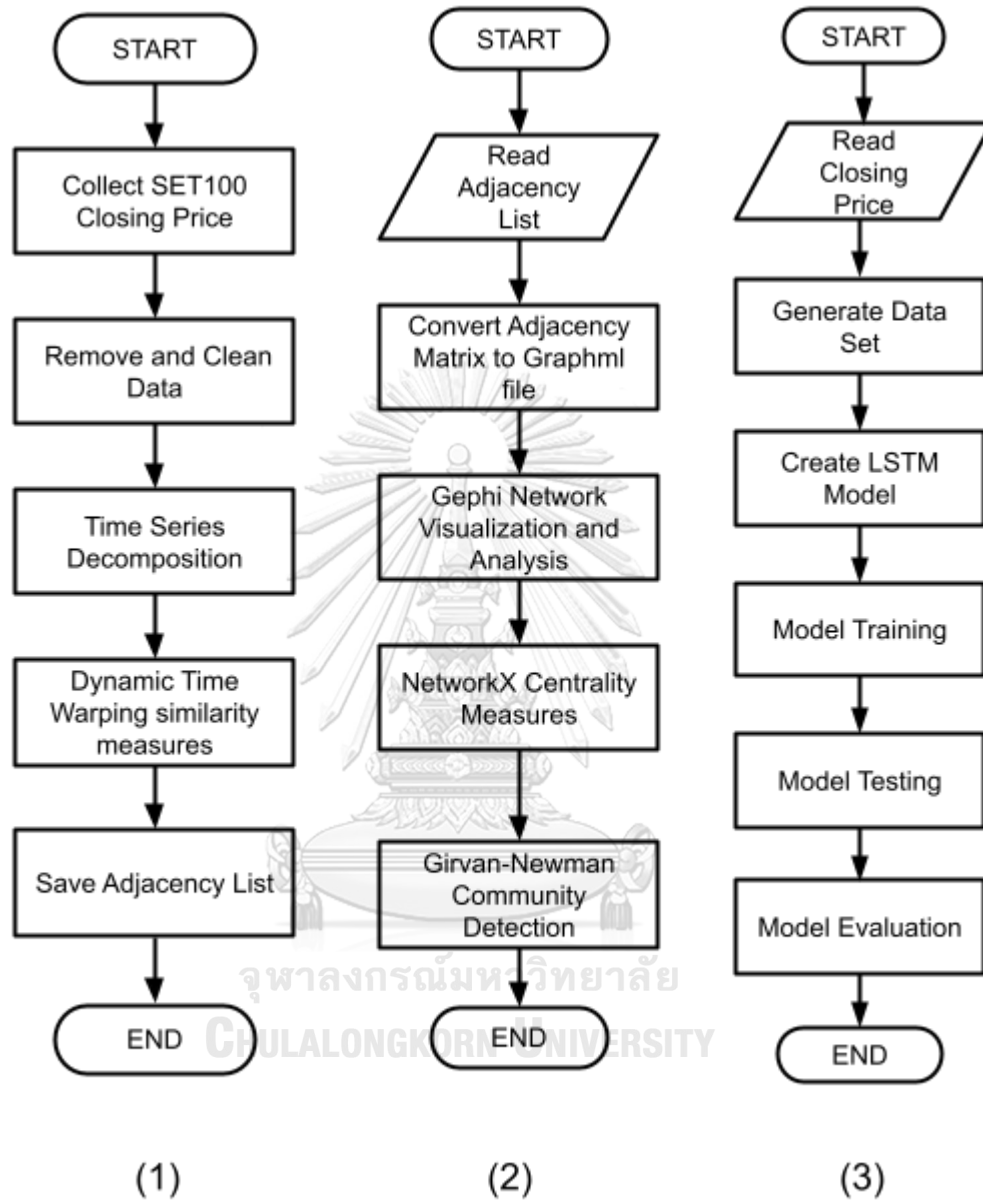 START
Collect SET100
Closing Price
Remove and Clean
Data
Time Series
Decomposition
Dynamic Time
Warping similarity
measures
Save Adjacency List
END
(1)
START
Read
Adjacency
List
Convert Adjacency
Matrix to Graphml
file
Gephi Network
Visualization and
Analysis
NetworkX Centrality
Measures
Girvan-Newman
Community
Detection
END
(2)
START
Read
Closing
Price
Generate Data
Set
Create LSTM
Model
Model Training
Model Testing
Model Evaluation
END
(3)
จุฬาลงกรณ์มหาวิทยาลัย
CHULALONGKORN UNIVERSITY